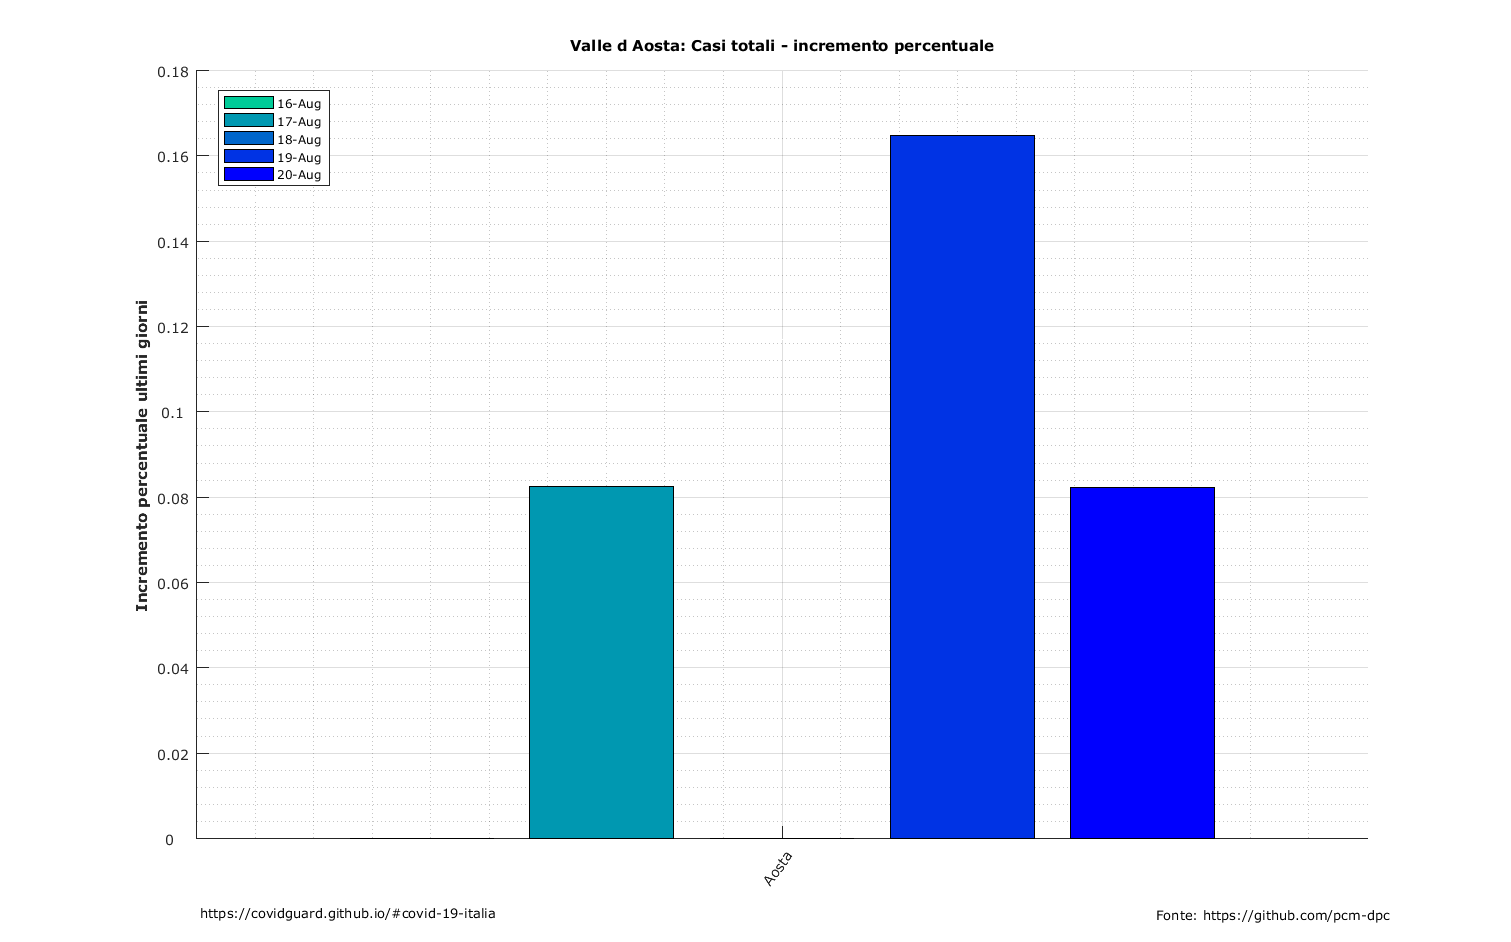 Valle d Aosta: Casi totali - incremento percentuale
0.18
0.16
0.14
0.12
0.1
0.08
0.06
0.04
0.02
0
Incremento percentuale ultimi giorni
16-Aug
17-Aug
18-Aug
19-Aug
20-Aug
Aosta
https://covidguard.github.io/#covid-19-italia
Fonte: https://github.com/pcm-dpc